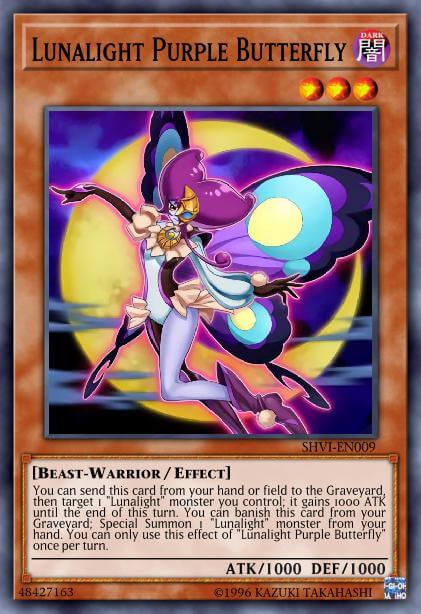 LUNALIGHT PURPLE BUTTERFLY
DARK
闇
SHVI-EN009
[BEAST-WARRIOR / EFFECT]
You can send this card from your hand or field to the Graveyard,
then target 1 "Lunalight" monster you control; it gains 1000 ATK
until the end of this turn. You can banish this card from your
Graveyard; Special Summon 1 "Lunalight" monster from your
hand. You can only use this effect of "Lunalight Purple Butterfly"
once per turn.
ATK/1000 DEF/1000
48427163
©1996 KAZUKI TAKAHASHI